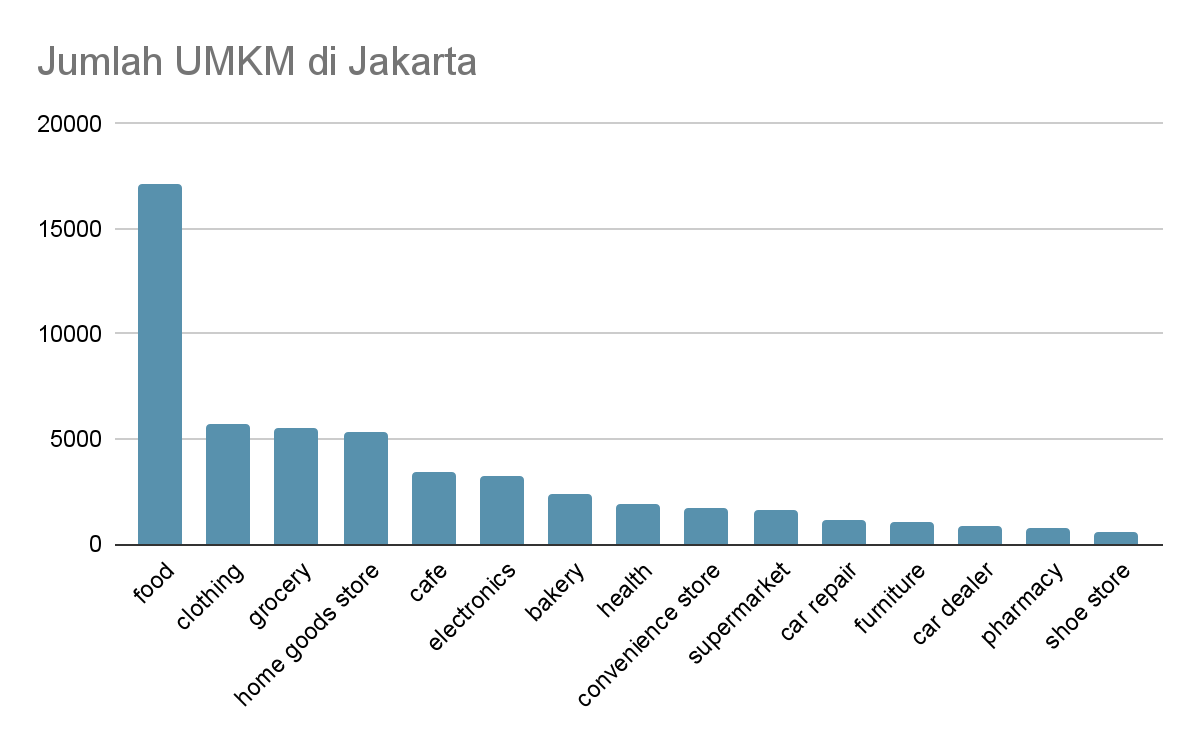 Jumlah UMKM di Jakarta
20000
15000
10000
5000
0
food
clothing
grocery
home goods store
cafe
electronics
bakery
health
convenience store
supermarket
car repair
furniture
car dealer
pharmacy
shoe store